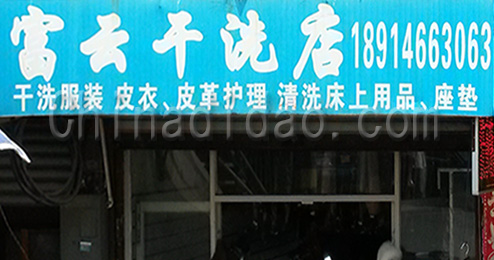 富云干洗店 18914663063
干洗服装 皮衣、皮革护理 清洗床上用品、座垫
chinadidao.com